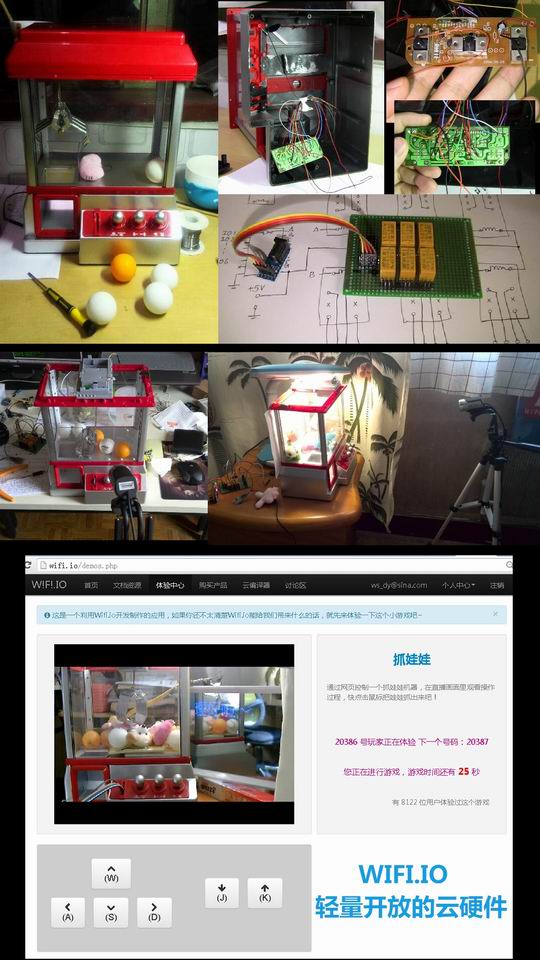 +5V
A
B
wifi.io/demos.php
W!F!.IO 首页 文档资源 体验中心 购买产品 云编译器 讨论区 ws_dy@sina.com 个人中心 注销
这是一个利用WiFi.Io开发制作的应用，如果你还不太清楚WiFi.Io能给我们带来什么的话，就先来体验一下这个小游戏吧~ ×
抓娃娃
通过网页控制一个抓娃娃机器，在直播画面里观看操作
过程，快点击鼠标把娃娃抓出来吧！
20386 号玩家正在体验 下一个号码：20387
您正在进行游戏，游戏时间还有 25 秒
有 8122 位用户体验过这个游戏
(W)
(A) (S) (D) (J) (K)
WIFI.IO
轻量开放的云硬件